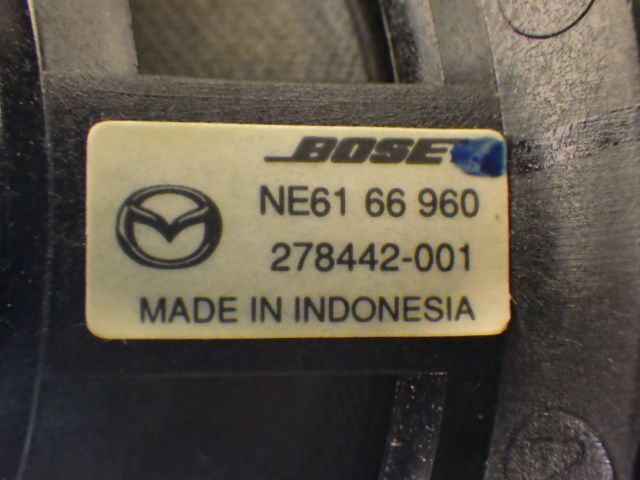 BOSE
NE61 66 960
278442-001
MADE IN INDONESIA